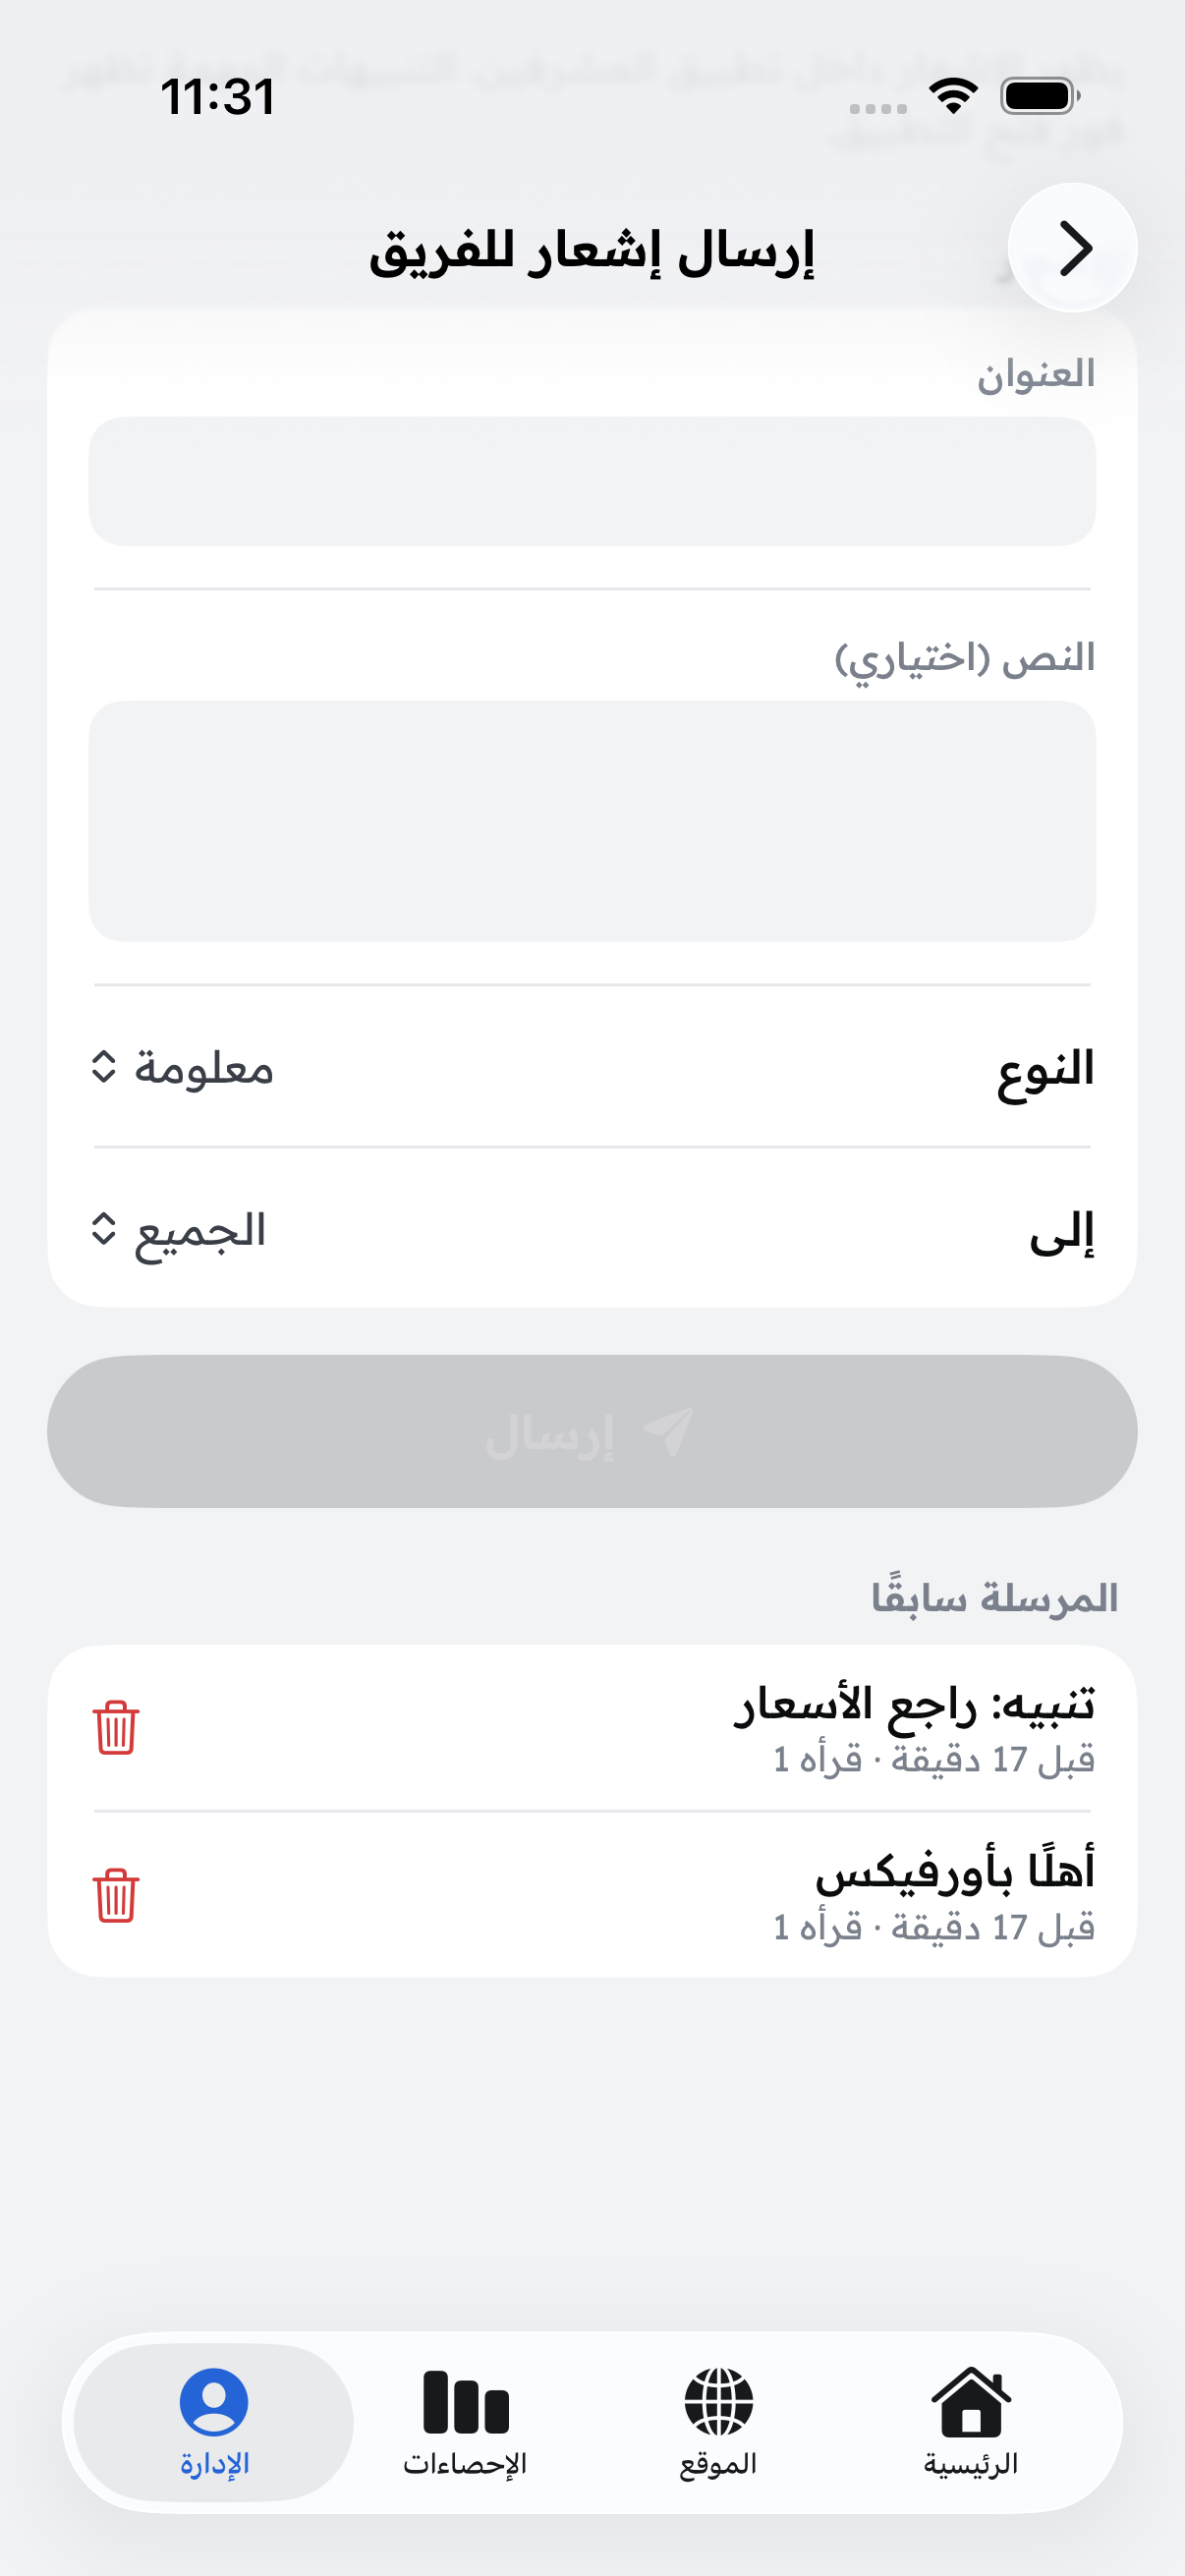 11:31
إرسال إشعار للفريق
العنوان
النص (اختياري)
النوع
معلومة
إلى
الجميع
إرسال
المرسلة سابقًا
تنبيه: راجع الأسعار
قبل 17 دقيقة · قرأه 1
أهلًا بأورفيكس
قبل 17 دقيقة · قرأه 1
الرئيسية
الموقع
الإحصاءات
الإدارة